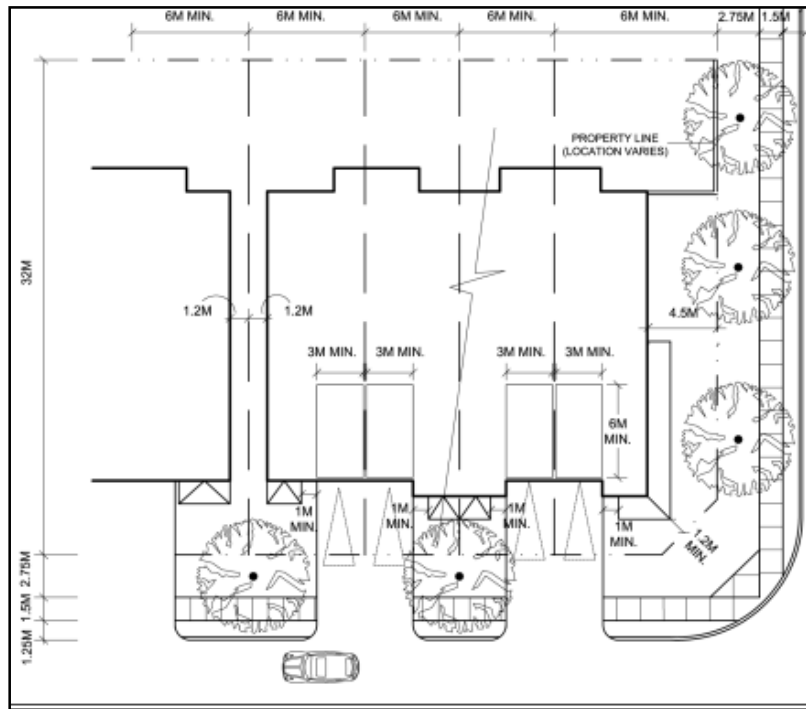 6M MIN. 6M MIN. 6M MIN. 6M MIN. 6M MIN. 2.75M 1.5M
PROPERTY LINE
(LOCATION VARIES)
32M
1.2M 1.2M
4.5M
3M MIN. 3M MIN. 3M MIN. 3M MIN.
6M
MIN.
1M
MIN.
1M
MIN.
1M
MIN.
1M
MIN.
1.2M
MIN.
2.75M
1.5M
1.25M